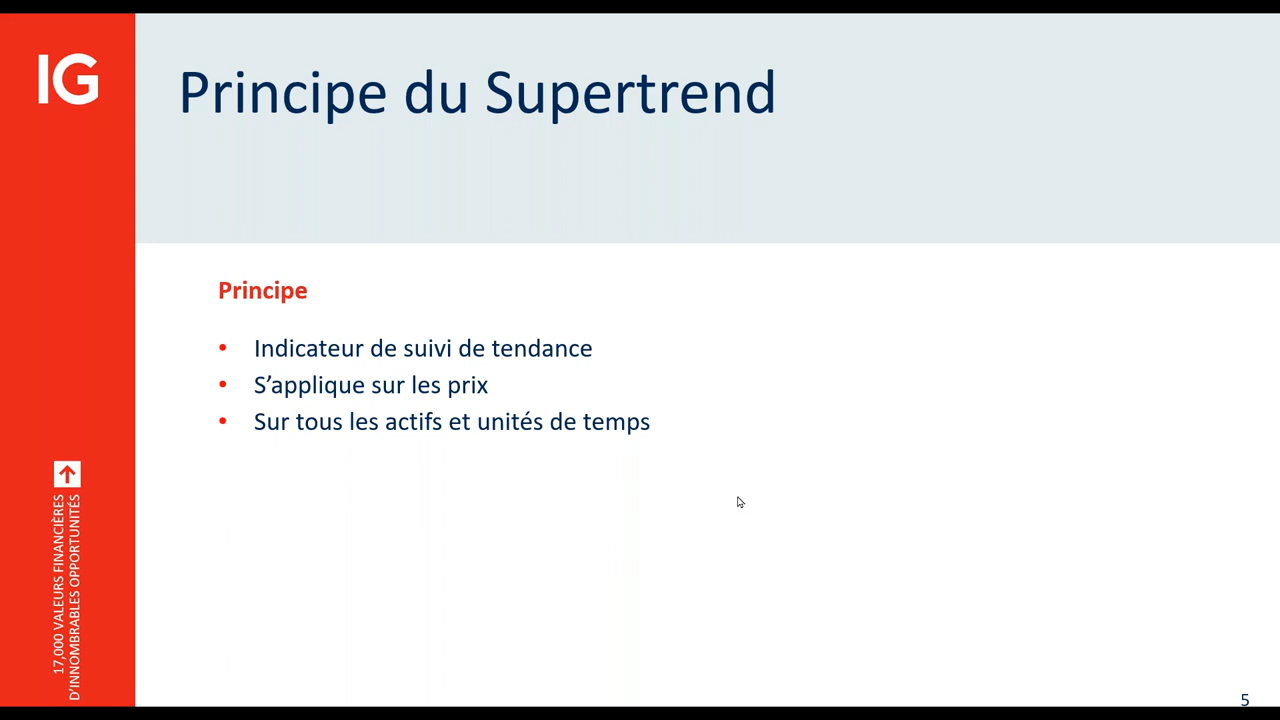 IG
Principe du Supertrend
Principe
• Indicateur de suivi de tendance
• S’applique sur les prix
• Sur tous les actifs et unités de temps
17,000 VALEURS FINANCIÈRES
D’INNOMBRABLES OPPORTUNITÉS
5